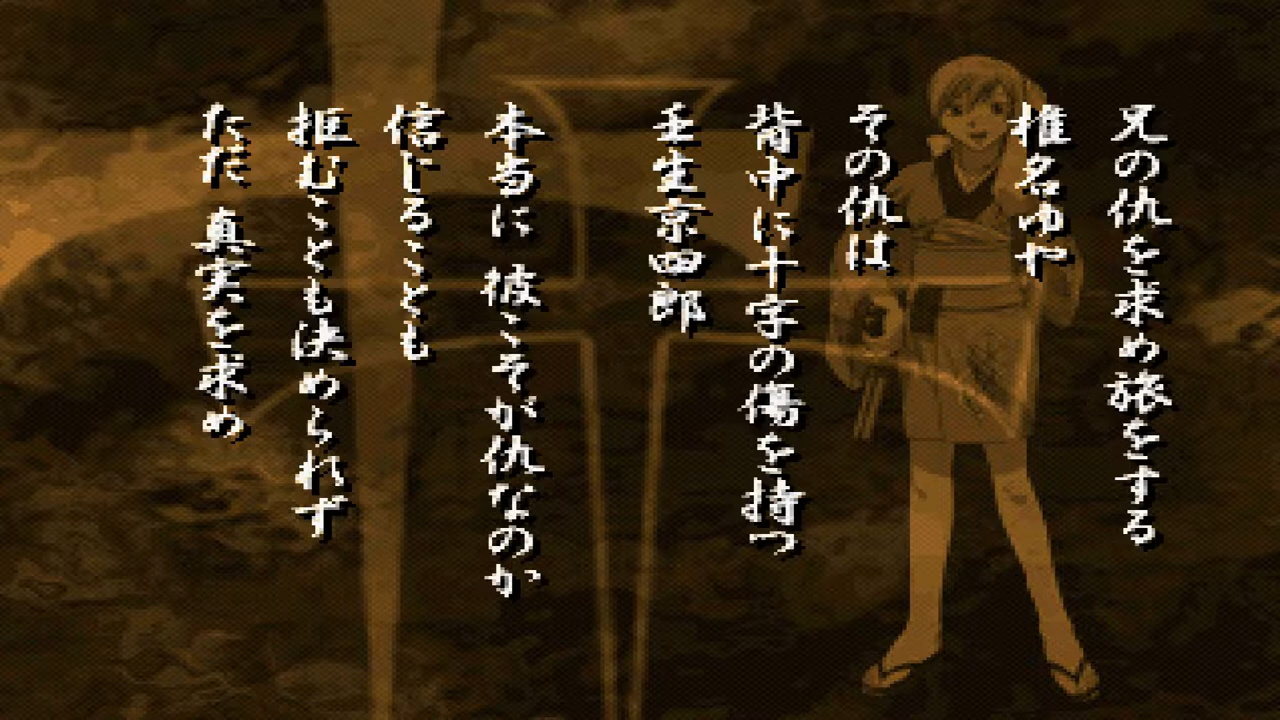 兄の仇を求め旅をする
椎名ゆや
その仇は
背中に十字の傷を持つ
壬生京四郎
本当に 彼こそが仇なのか
信じることも
拒むことも決められず
ただ 真実を求め